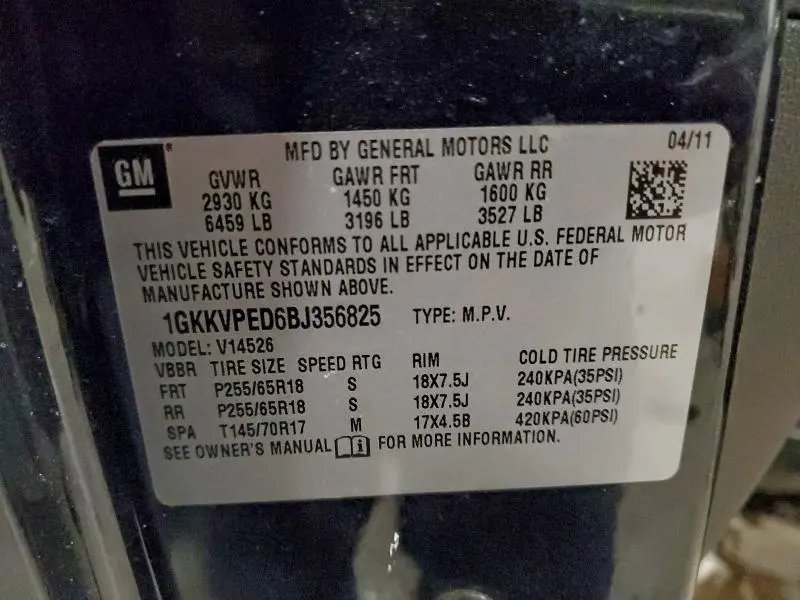 GM® MFD BY GENERAL MOTORS LLC 04/11
GVWR GAWR FRT GAWR RR
2930 KG 1450 KG 1600 KG
6459 LB 3196 LB 3527 LB
THIS VEHICLE CONFORMS TO ALL APPLICABLE U.S. FEDERAL MOTOR
VEHICLE SAFETY STANDARDS IN EFFECT ON THE DATE OF
MANUFACTURE SHOWN ABOVE.
1GKKVPED6BJ356825 TYPE: M.P.V.
MODEL: V14526
VBBR TIRE SIZE SPEED RTG RIM COLD TIRE PRESSURE
FRT P255/65R18 S 18X7.5J 240KPA(35PSI)
RR P255/65R18 S 18X7.5J 240KPA(35PSI)
SPA T145/70R17 M 17X4.5B 420KPA(60PSI)
SEE OWNER'S MANUAL FOR MORE INFORMATION.